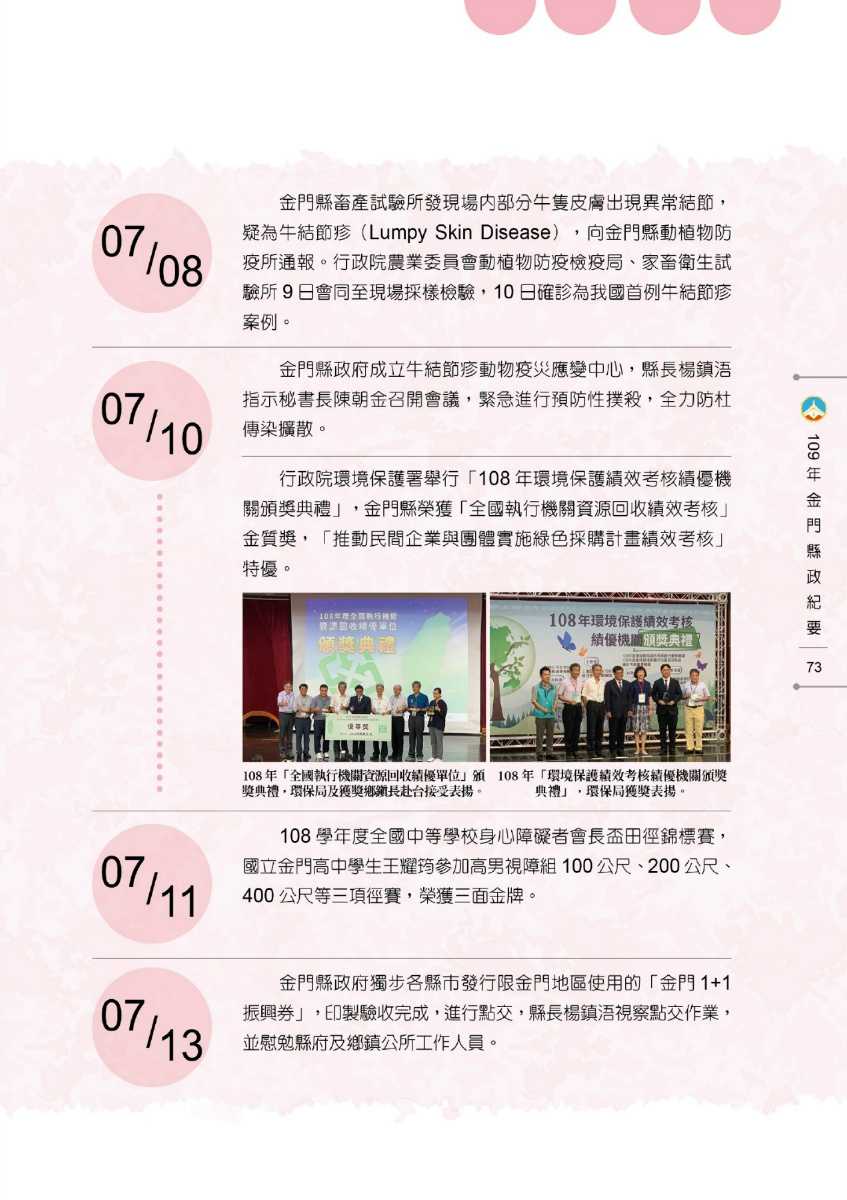 07/08
金門縣畜產試驗所發現場內部分牛隻皮膚出現異常結節，
疑為牛結節疹（Lumpy Skin Disease），向金門縣動植物防
疫所通報。行政院農業委員會動植物防疫檢疫局、家畜衛生試
驗所 9 日會同至現場採樣檢驗，10 日確診為我國首例牛結節疹
案例。
07/10
金門縣政府成立牛結節疹動物疫災應變中心，縣長楊鎮浯
指示秘書長陳朝金召開會議，緊急進行預防性撲殺，全力防杜
傳染擴散。
行政院環境保護署舉行「108 年環境保護績效考核績優機
關頒獎典禮」，金門縣榮獲「全國執行機關資源回收績效考核」
金質獎，「推動民間企業與團體實施綠色採購計畫績效考核」
特優。
108年度全國執行機關
資源回收績優單位
頒獎典禮
優等獎
108年環境保護績效考核
績優機關頒獎典禮
108 年「全國執行機關資源回收績優單位」頒
獎典禮，環保局及獲獎鄉鎮長赴台接受表揚。
108 年「環境保護績效考核績優機關頒獎
典禮」，環保局獲獎表揚。
07/11
108 學年度全國中等學校身心障礙者會長盃田徑錦標賽，
國立金門高中學生王耀筠參加高男視障組 100 公尺、200 公尺、
400 公尺等三項徑賽，榮獲三面金牌。
07/13
金門縣政府獨步各縣市發行限金門地區使用的「金門 1+1
振興券」，印製驗收完成，進行點交，縣長楊鎮浯視察點交作業，
並慰勉縣府及鄉鎮公所工作人員。
109年金門縣政紀要
73